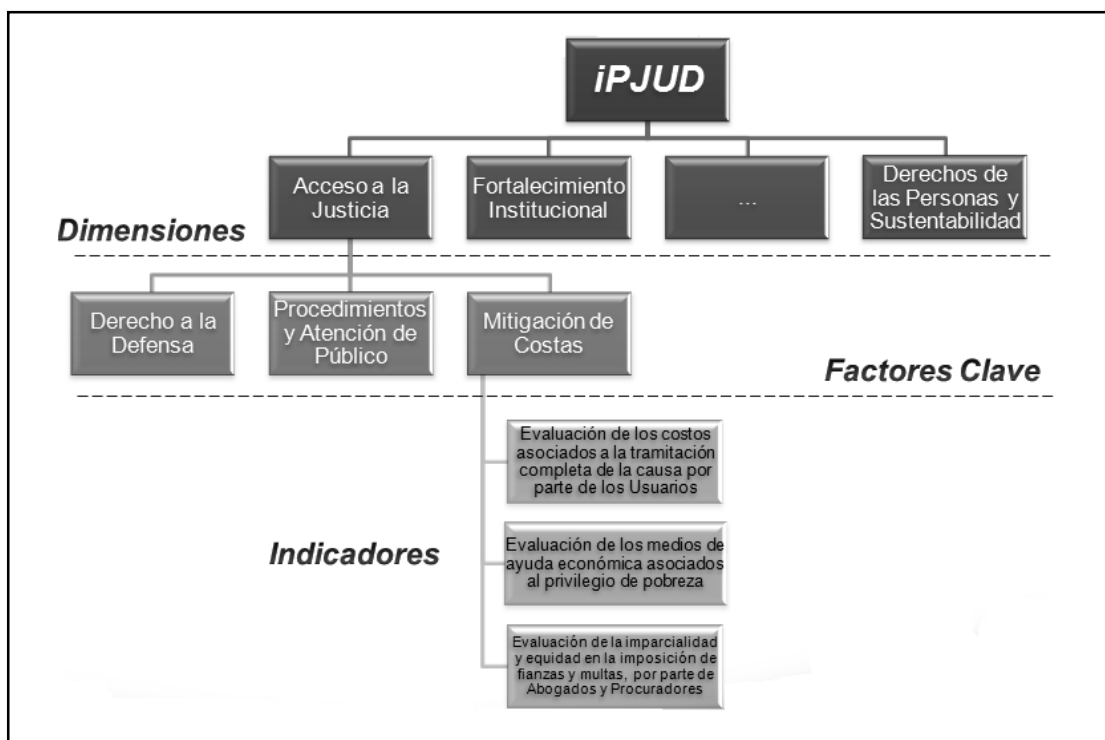 iPJUD
Acceso a la
Justicia
Fortalecimiento
Institucional
...
Derechos de
las Personas y
Sustentabilidad
Dimensiones
Derecho a la
Defensa
Procedimientos
y Atención de
Público
Mitigación de
Costas
Factores Clave
Evaluación de los costos
asociados a la tramitación
completa de la causa por
parte de los Usuarios
Indicadores
Evaluación de los medios de
ayuda económica asociados
al privilegio de pobreza
Evaluación de la imparcialidad
y equidad en la imposición de
fianzas y multas, por parte de
Abogados y Procuradores